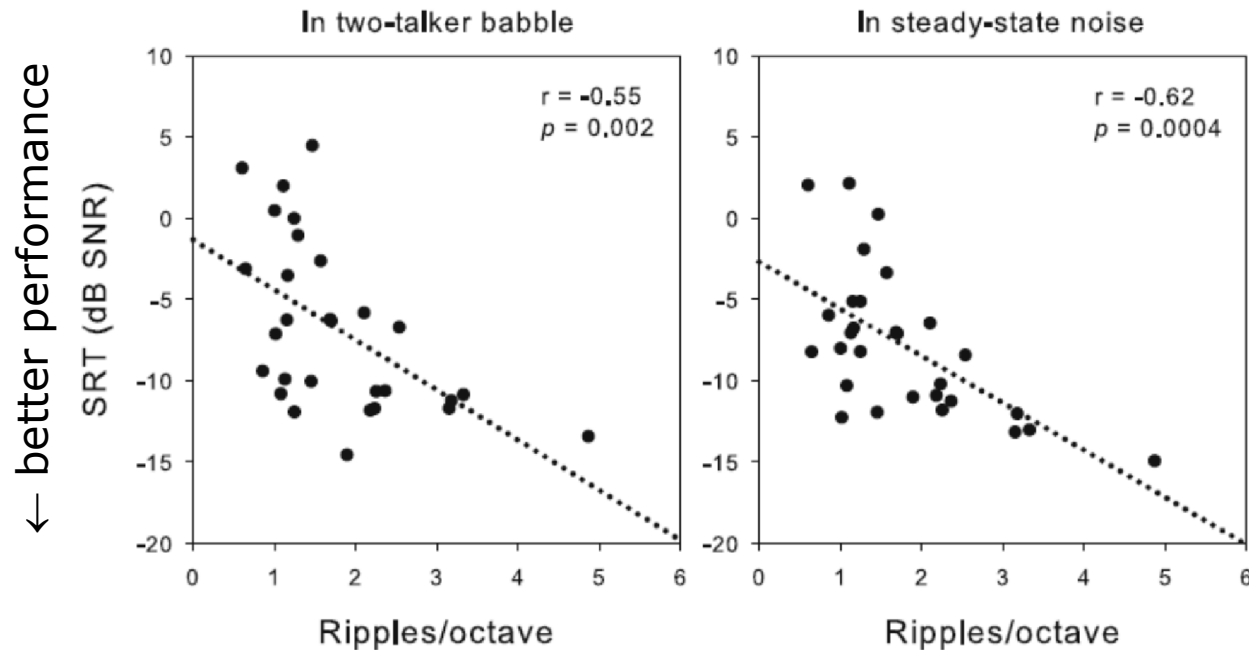 In two-talker babble
In steady-state noise
← better performance
SRT (dB SNR)
10
5
0
-5
-10
-15
-20
r = -0.55
p = 0.002
0 1 2 3 4 5 6
Ripples/octave
10
5
0
-5
-10
-15
-20
r = -0.62
p = 0.0004
0 1 2 3 4 5 6
Ripples/octave